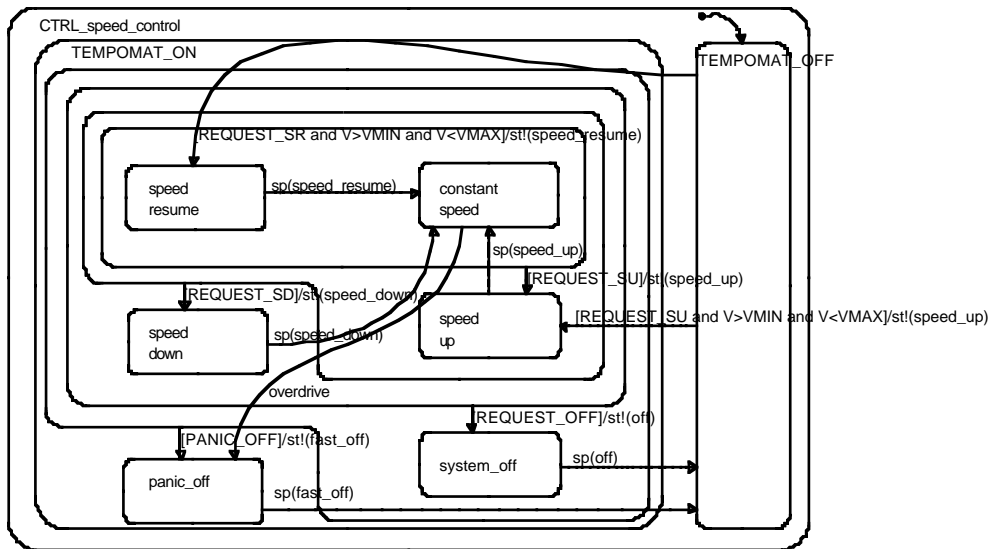 CTRL_speed_control
TEMPOMAT_ON
TEMPOMAT_OFF
[REQUEST_SR and V>VMIN and V<VMAX]/st!(speed_resume)
speed
resume
sp(speed_resume)
constant
speed
sp(speed_up)
[REQUEST_SU]/st!(speed_up)
[REQUEST_SD]/st!(speed_down)
[REQUEST_SU and V>VMIN and V<VMAX]/st!(speed_up)
speed
down
sp(speed_down)
speed
up
overdrive
[REQUEST_OFF]/st!(off)
[PANIC_OFF]/st!(fast_off)
panic_off
system_off
sp(off)
sp(fast_off)